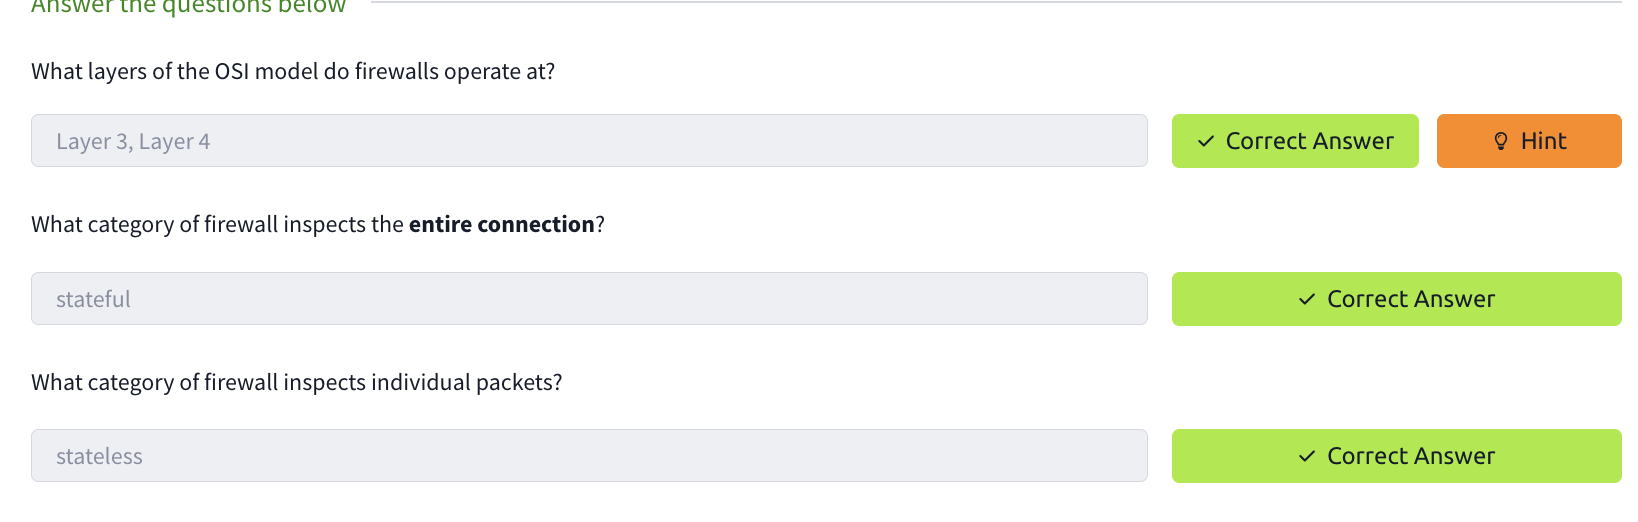 Answer the questions below
What layers of the OSI model do firewalls operate at?
Layer 3, Layer 4
Correct Answer
Hint
What category of firewall inspects the entire connection?
stateful
Correct Answer
What category of firewall inspects individual packets?
stateless
Correct Answer